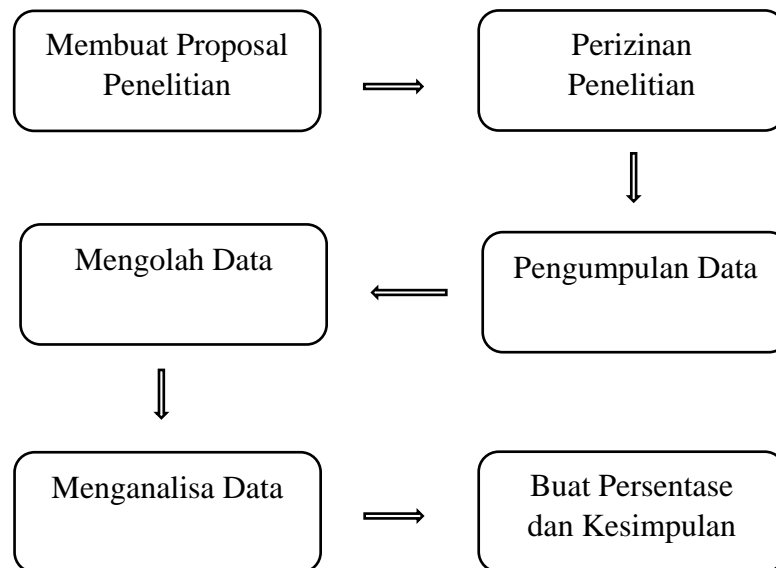 Membuat Proposal
Penelitian
Perizinan
Penelitian
Pengumpulan Data
Mengolah Data
Menganalisa Data
Buat Persentase
dan Kesimpulan